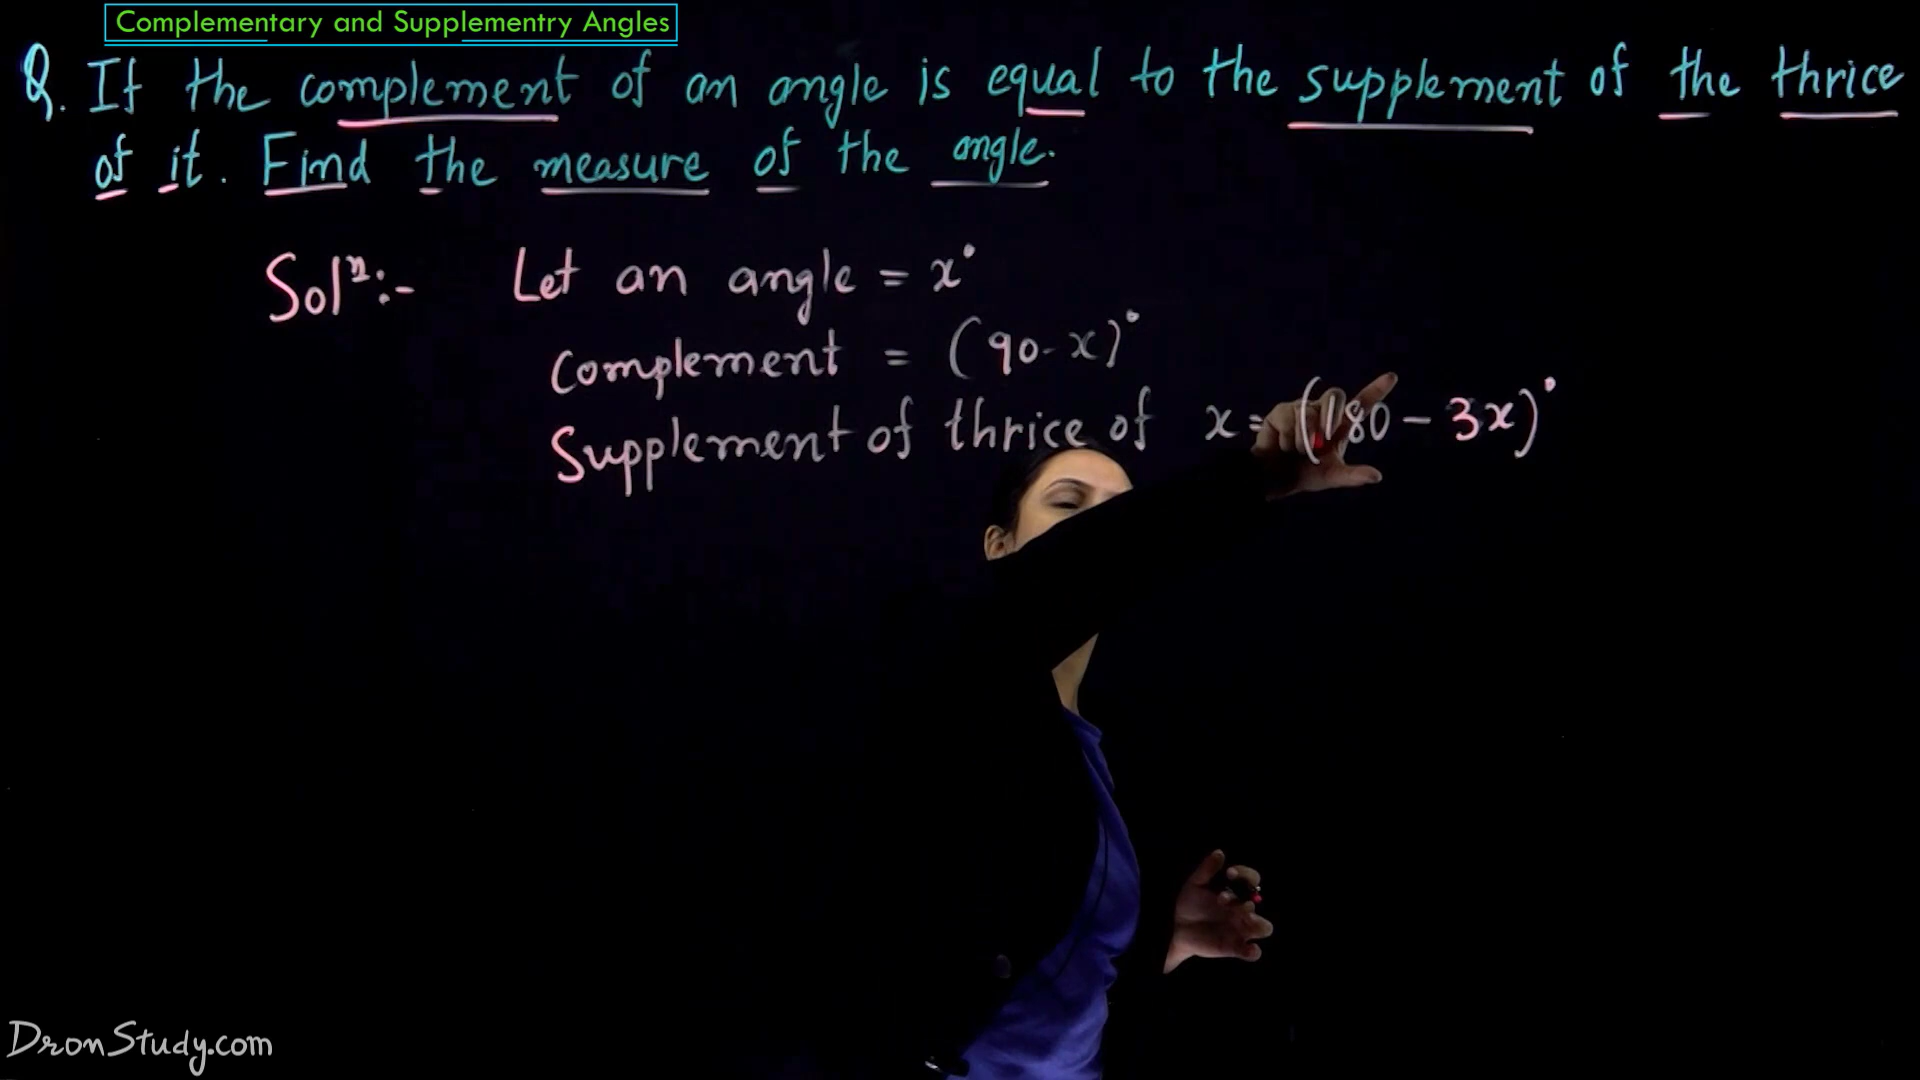 Complementary and Supplementry Angles
Q. If the complement of an angle is equal to the supplement of the thrice
of it. Find the measure of the angle.
Solⁿ:- Let an angle = x°
Complement = (90-x)°
Supplement of thrice of x = (180 - 3x)°
DronStudy.com